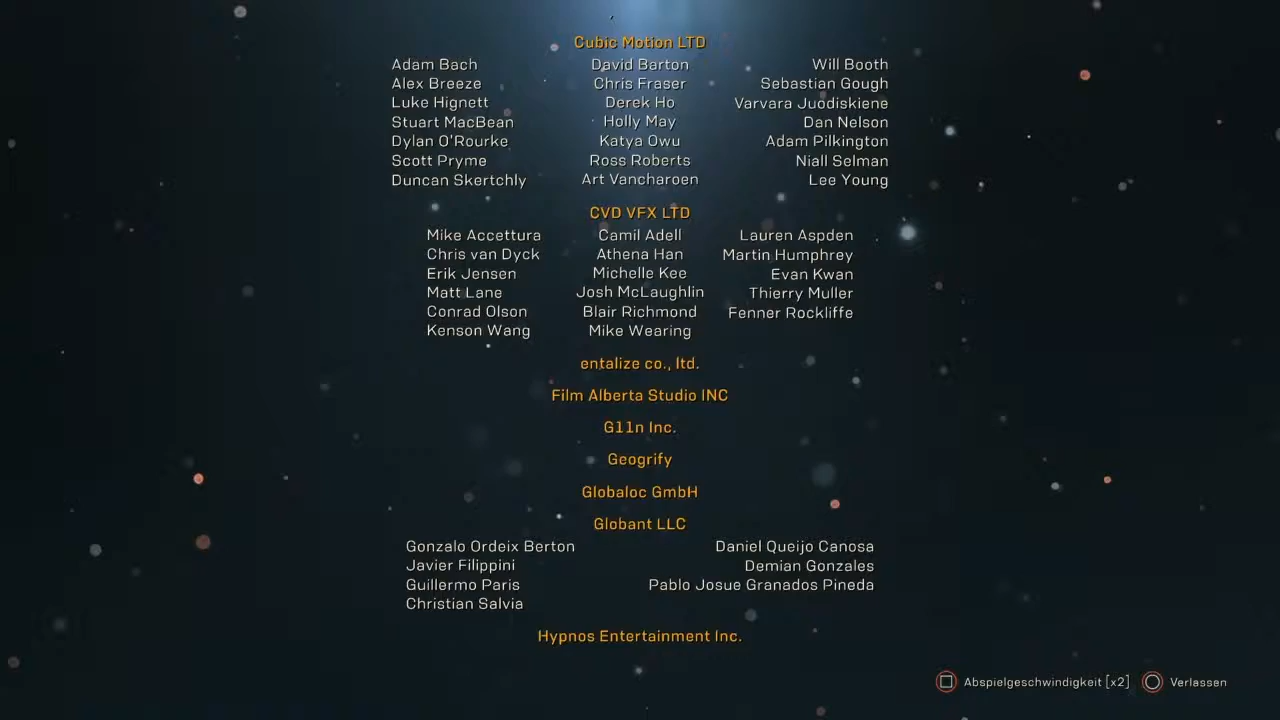 Cubic Motion LTD
Adam Bach David Barton Will Booth
Alex Breeze Chris Fraser Sebastian Gough
Luke Hignett Derek Ho Varvara Juodiskiene
Stuart MacBean Holly May Dan Nelson
Dylan O'Rourke Katya Owu Adam Pilkington
Scott Pryme Ross Roberts Niall Selman
Duncan Skertchly Art Vancharoen Lee Young
CVD VFX LTD
Mike Accettura Camil Adell Lauren Aspden
Chris van Dyck Athena Han Martin Humphrey
Erik Jensen Michelle Kee Evan Kwan
Matt Lane Josh McLaughlin Thierry Muller
Conrad Olson Blair Richmond Fenner Rockliffe
Kenson Wang Mike Wearing
entalize co., ltd.
Film Alberta Studio INC
G11n Inc.
Geogrify
Globaloc GmbH
Globant LLC
Gonzalo Ordeix Berton Daniel Queijo Canosa
Javier Filippini Demian Gonzales
Guillermo Paris Pablo Josue Granados Pineda
Christian Salvia
Hypnos Entertainment Inc.
Abspielgeschwindigkeit [x2] Verlassen